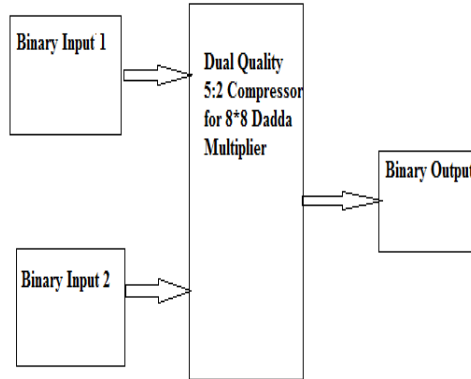 Binary Input 1
Dual Quality
5:2 Compressor
for 8*8 Dadda
Multiplier
Binary Output
Binary Input 2